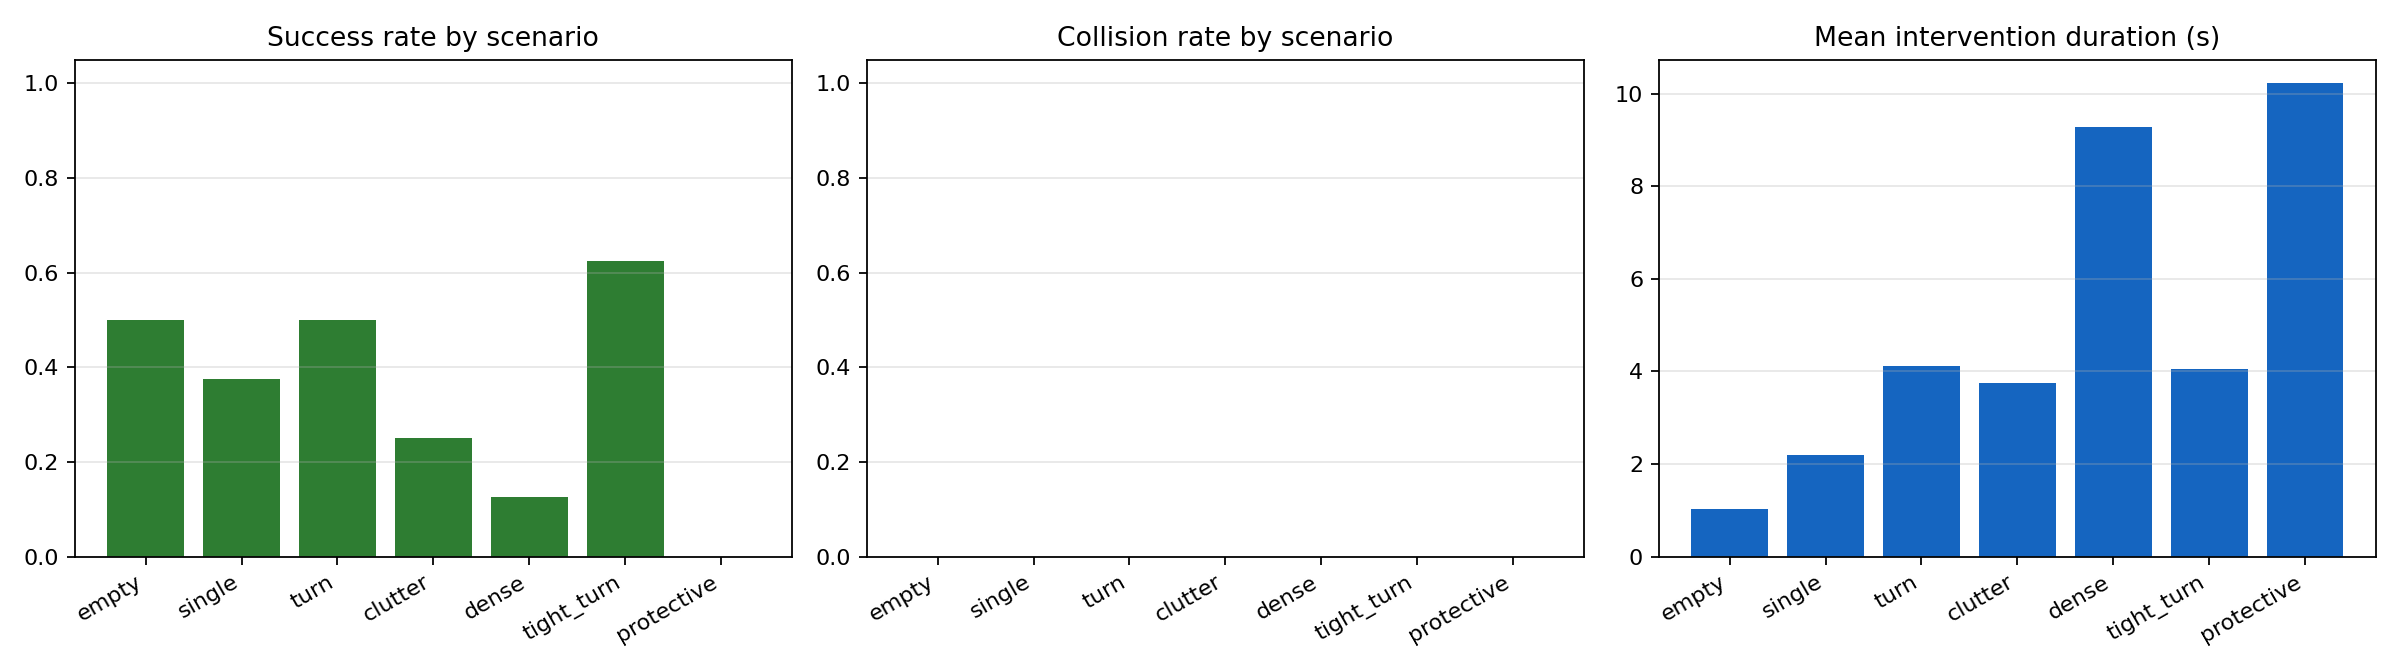 Success rate by scenario
1.0
0.8
0.6
0.4
0.2
0.0
empty
single
turn
clutter
dense
tight_turn
protective
Collision rate by scenario
1.0
0.8
0.6
0.4
0.2
0.0
empty
single
turn
clutter
dense
tight_turn
protective
Mean intervention duration (s)
10
8
6
4
2
0
empty
single
turn
clutter
dense
tight_turn
protective